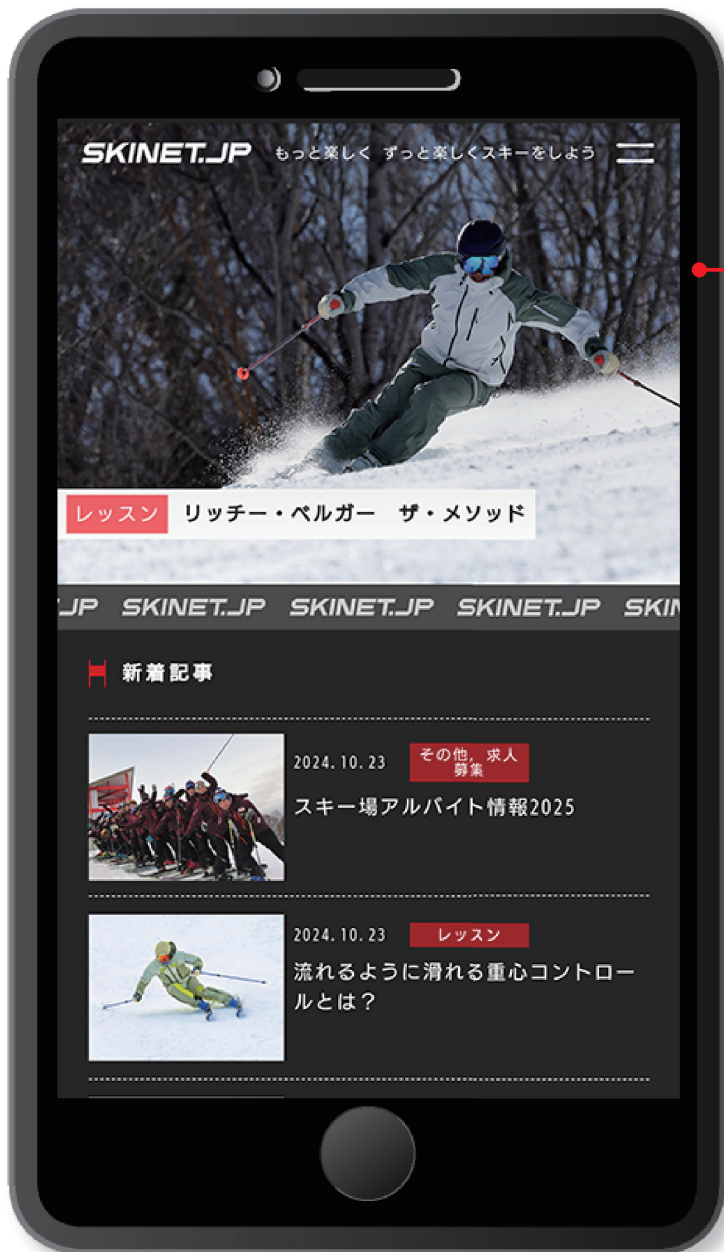 SKINET.JP もっと楽しく ずっと楽しくスキーをしよう
レッスン リッチー・ベルガー ザ・メソッド
.JP SKINET.JP SKINET.JP SKINET.JP SKIN
新着記事
2024.10.23 その他, 求人
募集
スキー場アルバイト情報2025
2024.10.23 レッスン
流れるように滑れる重心コントロー
ルとは？